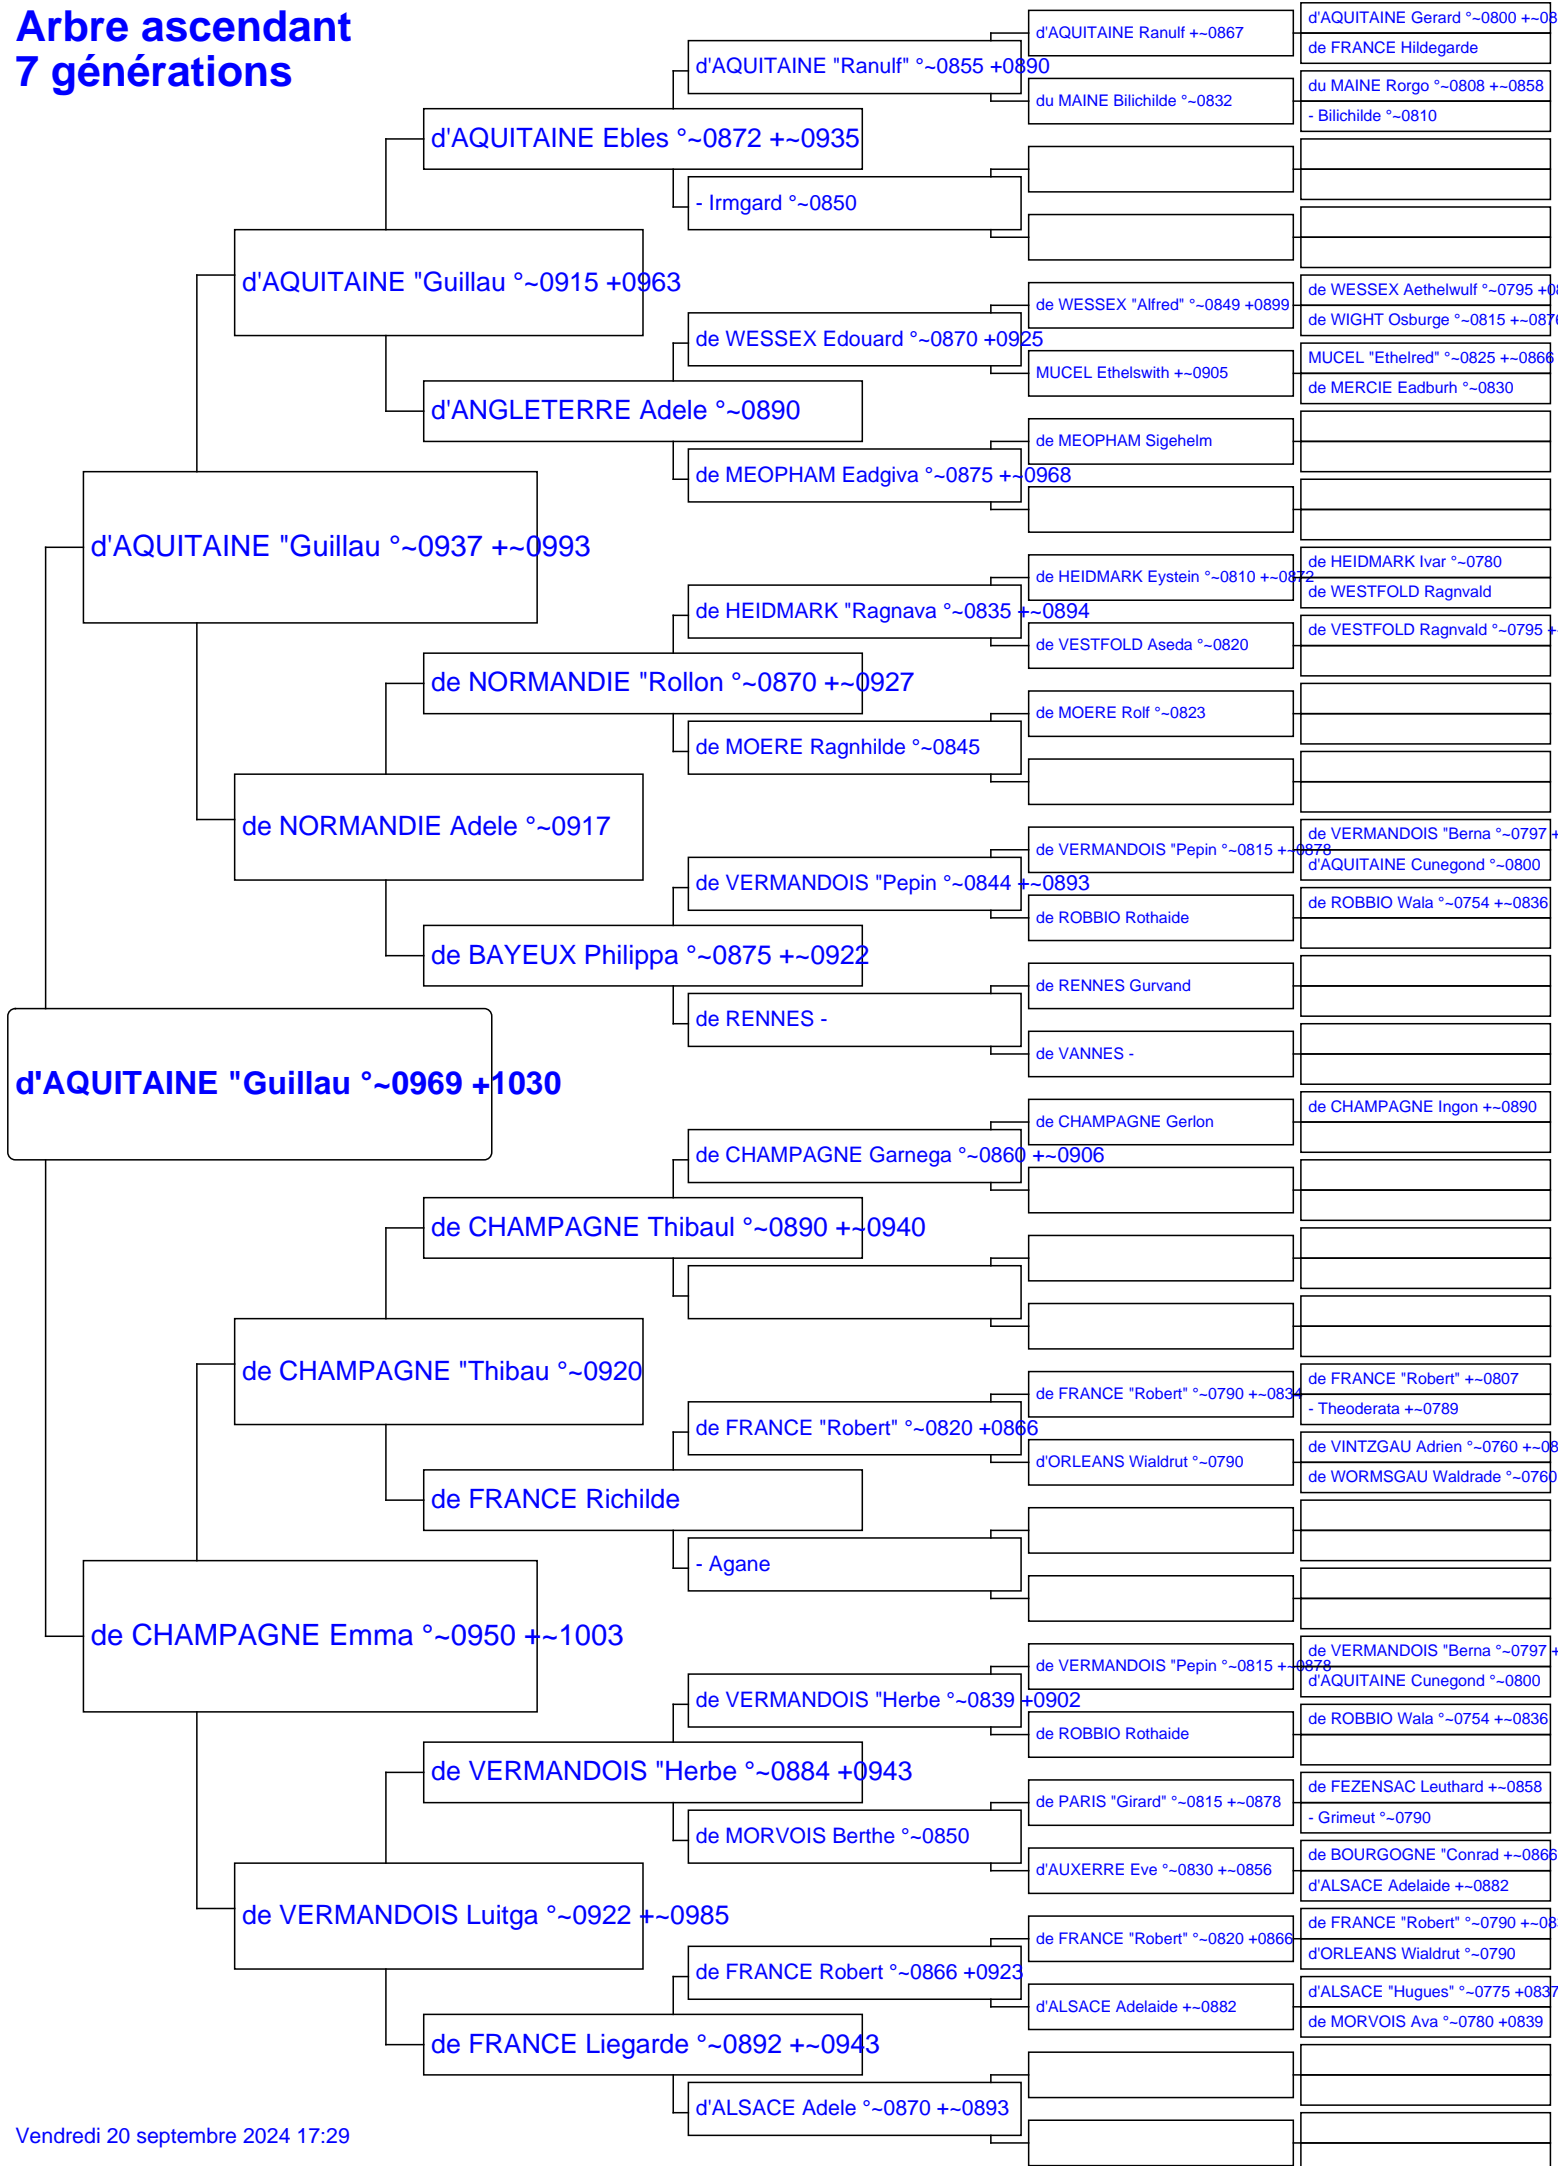 Arbre ascendant
7 générations
d'AQUITAINE "Guillau °~0969 +1030
d'AQUITAINE "Guillau °~0937 +~0993
de CHAMPAGNE Emma °~0950 +~1003
d'AQUITAINE "Guillau °~0915 +0963
de NORMANDIE Adele °~0917
de CHAMPAGNE "Thibau °~0920
de VERMANDOIS Luitga °~0922 +~0985
d'AQUITAINE Ebles °~0872 +~0935
d'ANGLETERRE Adele °~0890
de NORMANDIE "Rollon °~0870 +~0927
de BAYEUX Philippa °~0875 +~0922
de CHAMPAGNE Thibaul °~0890 +~0940
de FRANCE Richilde
de VERMANDOIS "Herbe °~0884 +0943
de FRANCE Liegarde °~0892 +~0943
d'AQUITAINE "Ranulf" °~0855 +0890
- Irmgard °~0850
de WESSEX Edouard °~0870 +0925
de MEOPHAM Eadgiva °~0875 +~0968
de HEIDMARK "Ragnava °~0835 +~0894
de MOERE Ragnhilde °~0845
de VERMANDOIS "Pepin °~0844 +~0893
de RENNES -
de CHAMPAGNE Garnega °~0860 +~0906
de FRANCE "Robert" °~0820 +0866
- Agane
de VERMANDOIS "Herbe °~0839 +0902
de MORVOIS Berthe °~0850
de FRANCE Robert °~0866 +0923
d'ALSACE Adele °~0870 +~0893
d'AQUITAINE Ranulf +~0867
du MAINE Bilichilde °~0832
de WESSEX "Alfred" °~0849 +0899
MUCEL Ethelswith +~0905
de MEOPHAM Sigehelm
de HEIDMARK Eystein °~0810 +~0872
de VESTFOLD Aseda °~0820
de MOERE Rolf °~0823
de VERMANDOIS "Pepin °~0815 +~0878
de ROBBIO Rothaide
de RENNES Gurvand
de VANNES -
de CHAMPAGNE Gerlon
de FRANCE "Robert" °~0790 +~0834
d'ORLEANS Wialdrut °~0790
de VERMANDOIS "Pepin °~0815 +~0878
de ROBBIO Rothaide
de PARIS "Girard" °~0815 +~0878
d'AUXERRE Eve °~0830 +~0856
de FRANCE "Robert" °~0820 +0866
d'ALSACE Adelaide +~0882
d'AQUITAINE Gerard °~0800 +~08
de FRANCE Hildegarde
du MAINE Rorgo °~0808 +~0858
- Bilichilde °~0810
de WESSEX Aethelwulf °~0795 +08
de WIGHT Osburge °~0815 +~0876
MUCEL "Ethelred" °~0825 +~0866
de MERCIE Eadburh °~0830
de HEIDMARK Ivar °~0780
de WESTFOLD Ragnvald
de VESTFOLD Ragnvald °~0795 +
de VERMANDOIS "Berna °~0797 +
d'AQUITAINE Cunegond °~0800
de ROBBIO Wala °~0754 +~0836
de CHAMPAGNE Ingon +~0890
de FRANCE "Robert" +~0807
- Theoderata +~0789
de VINTZGAU Adrien °~0760 +~08
de WORMSGAU Waldrade °~0760
de VERMANDOIS "Berna °~0797 +
d'AQUITAINE Cunegond °~0800
de ROBBIO Wala °~0754 +~0836
de FEZENSAC Leuthard +~0858
- Grimeut °~0790
de BOURGOGNE "Conrad +~0866
d'ALSACE Adelaide +~0882
de FRANCE "Robert" °~0790 +~08
d'ORLEANS Wialdrut °~0790
d'ALSACE "Hugues" °~0775 +0837
de MORVOIS Ava °~0780 +0839
Vendredi 20 septembre 2024 17:29